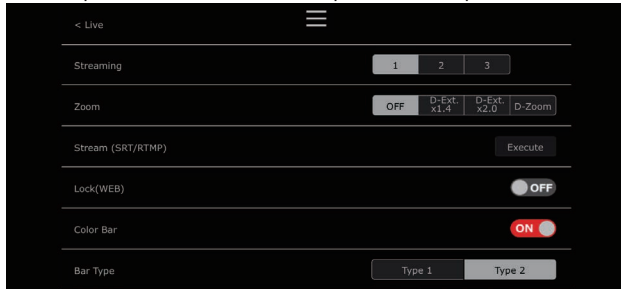 < Live
Streaming 1 2 3
Zoom OFF D-Ext. x1.4 D-Ext. x2.0 D-Zoom
Stream (SRT/RTMP) Execute
Lock(WEB) OFF
Color Bar ON
Bar Type Type 1 Type 2